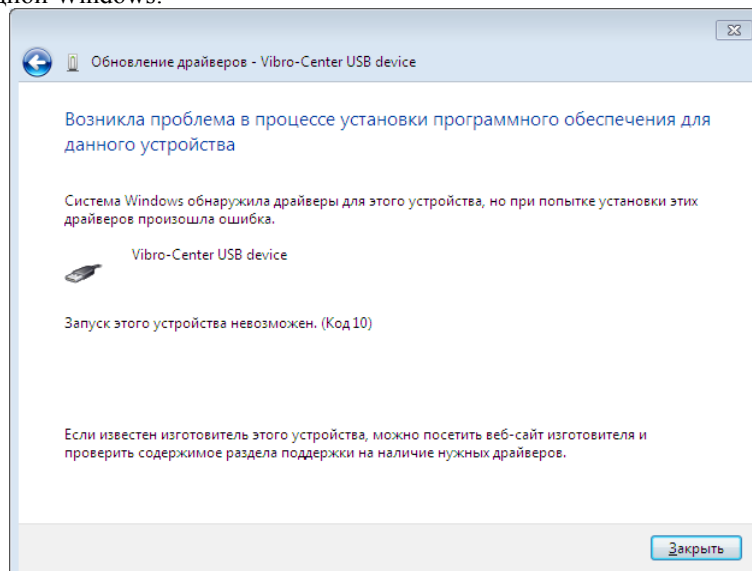 дной Windows.
Обновление драйверов - Vibro-Center USB device
Возникла проблема в процессе установки программного обеспечения для
данного устройства
Система Windows обнаружила драйверы для этого устройства, но при попытке установки этих
драйверов произошла ошибка.
Vibro-Center USB device
Запуск этого устройства невозможен. (Код 10)
Если известен изготовитель этого устройства, можно посетить веб-сайт изготовителя и
проверить содержимое раздела поддержки на наличие нужных драйверов.
Закрыть